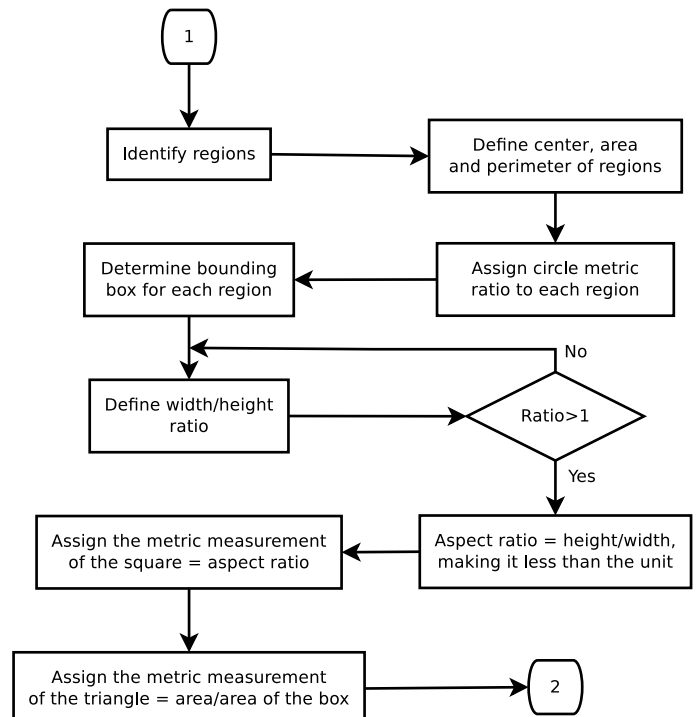 1
Identify regions
Define center, area
and perimeter of regions
Assign circle metric
ratio to each region
Determine bounding
box for each region
Define width/height
ratio
Ratio>1
No
Yes
Aspect ratio = height/width,
making it less than the unit
Assign the metric measurement
of the square = aspect ratio
Assign the metric measurement
of the triangle = area/area of the box
2